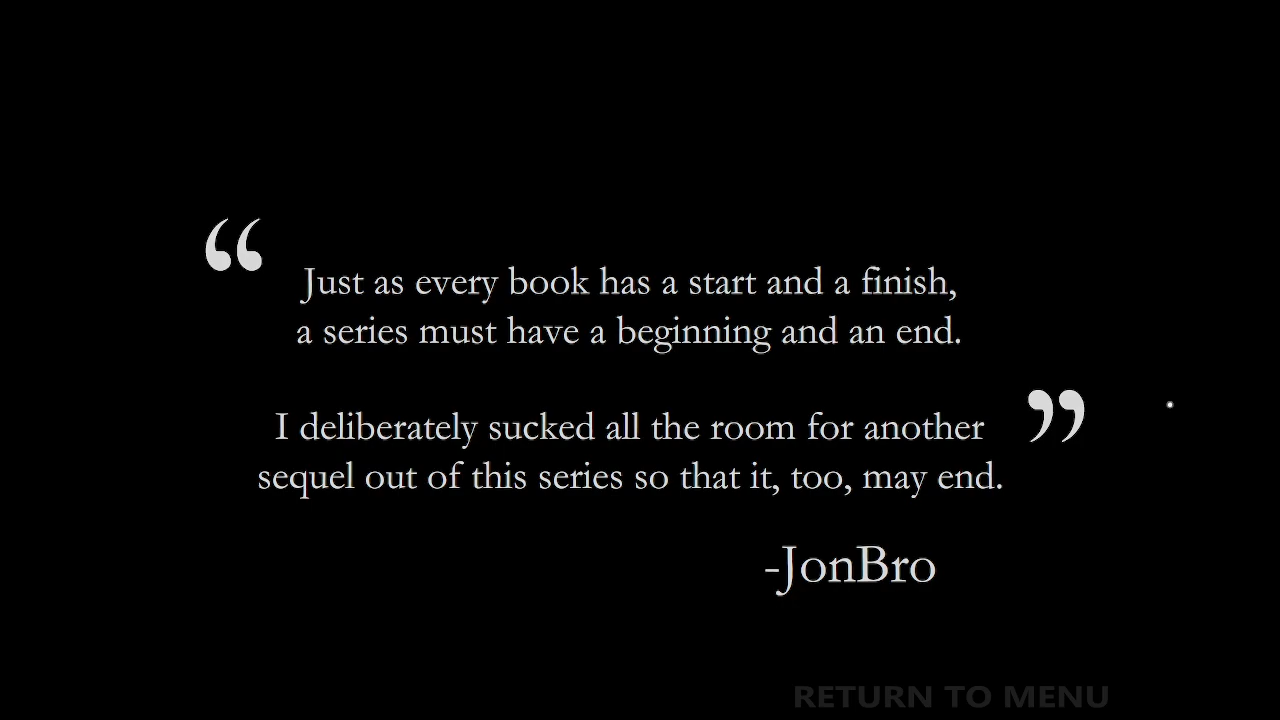 “ Just as every book has a start and a finish,
a series must have a beginning and an end.
I deliberately sucked all the room for another ”
sequel out of this series so that it, too, may end.
-JonBro
RETURN TO MENU